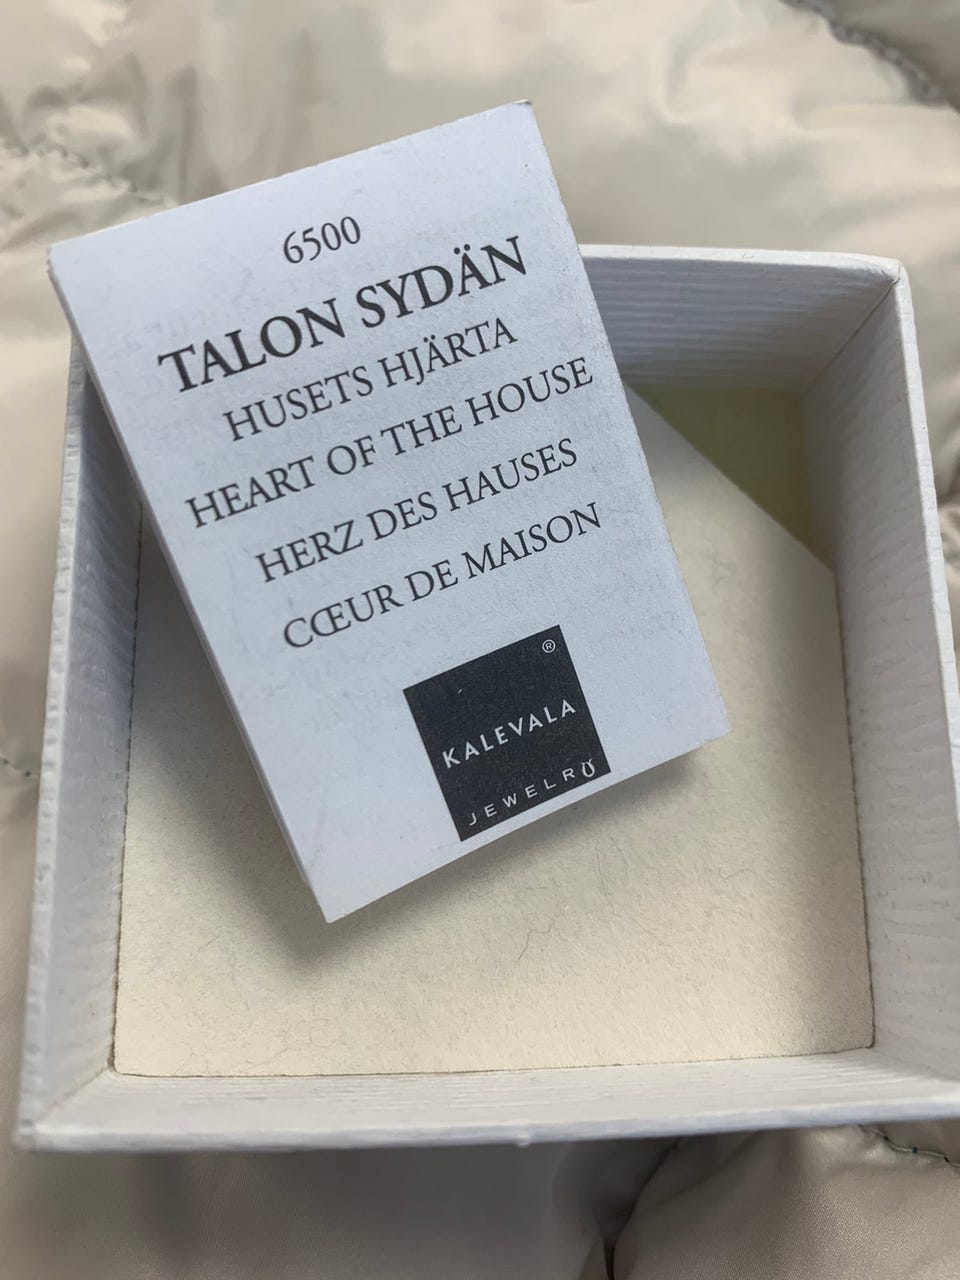 6500
TALON SYDÄN
HUSETS HJÄRTA
HEART OF THE HOUSE
HERZ DES HAUSES
CŒUR DE MAISON
®
KALEVALA
JEWELRY